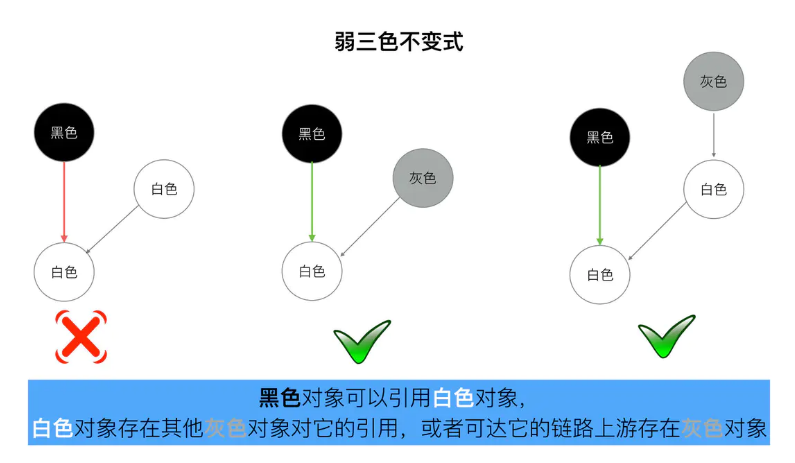 弱三色不变式
灰色
黑色
黑色
黑色
白色
灰色
白色
白色
白色
白色
黑色对象可以引用白色对象，
白色对象存在其他灰色对象对它的引用，或者可达它的链路上游存在灰色对象